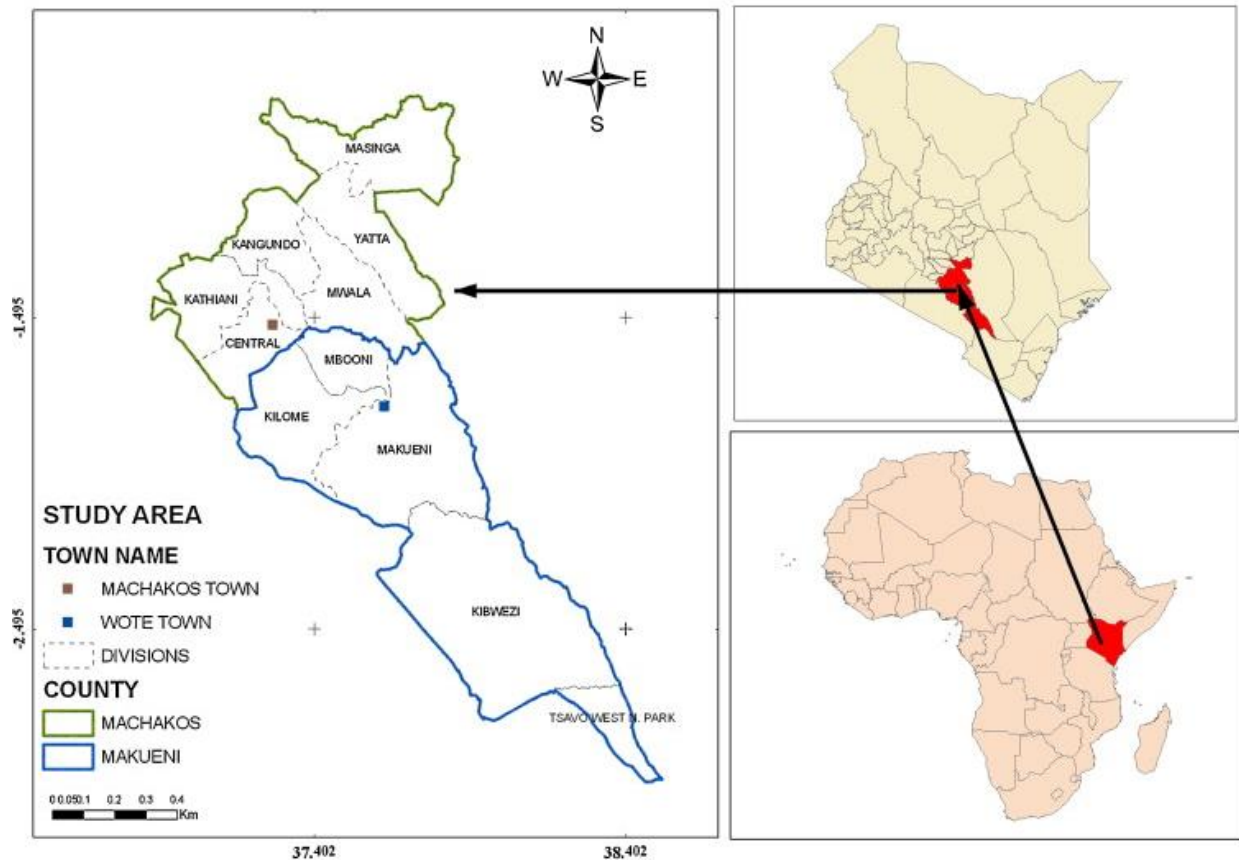 N
W E
S
MASINGA
YATTA
KANGUNDO
KATHIANI
MWALA
CENTRAL
MBOONI
KILOME
MAKUENI
KIBWEZI
TSAVO WEST N. PARK
-1.495
-2.495
STUDY AREA
TOWN NAME
MACHAKOS TOWN
WOTE TOWN
DIVISIONS
COUNTY
MACHAKOS
MAKUENI
0 0.050.1 0.2 0.3 0.4
Km
37.402 38.402